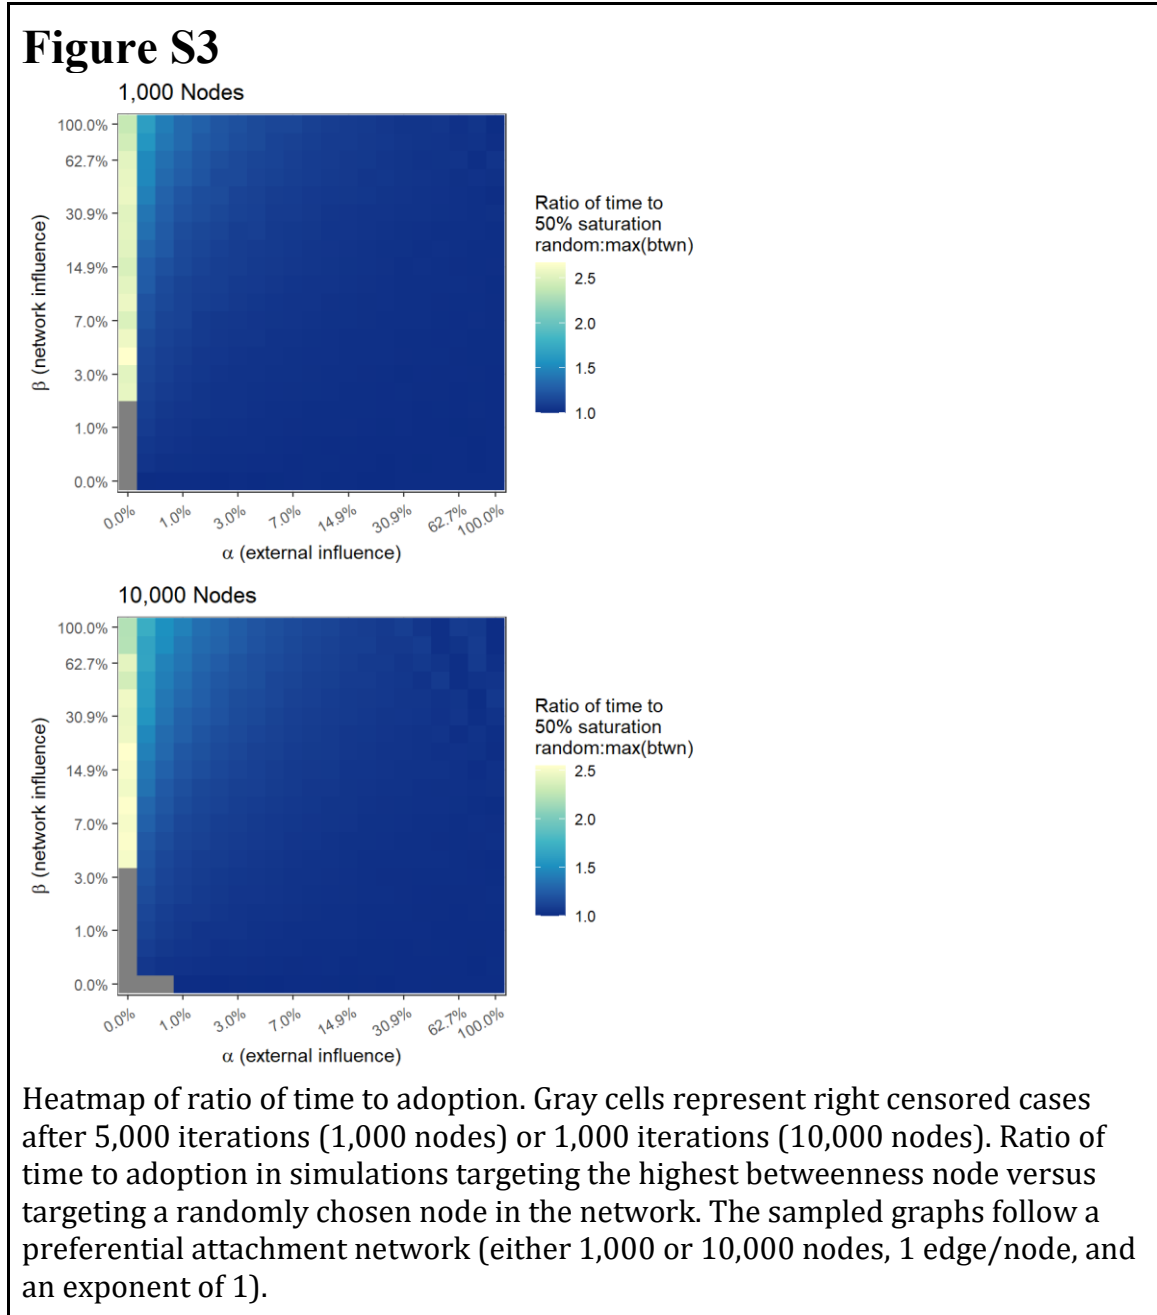 Figure S3
1,000 Nodes
100.0%
62.7%
30.9%
14.9%
7.0%
3.0%
1.0%
0.0%
β (network influence)
0.0%
1.0%
3.0%
7.0%
14.9%
30.9%
62.7%
100.0%
α (external influence)
Ratio of time to
50% saturation
random:max(btwn)
2.5
2.0
1.5
1.0
10,000 Nodes
100.0%
62.7%
30.9%
14.9%
7.0%
3.0%
1.0%
0.0%
β (network influence)
0.0%
1.0%
3.0%
7.0%
14.9%
30.9%
62.7%
100.0%
α (external influence)
Ratio of time to
50% saturation
random:max(btwn)
2.5
2.0
1.5
1.0
Heatmap of ratio of time to adoption. Gray cells represent right censored cases
after 5,000 iterations (1,000 nodes) or 1,000 iterations (10,000 nodes). Ratio of
time to adoption in simulations targeting the highest betweenness node versus
targeting a randomly chosen node in the network. The sampled graphs follow a
preferential attachment network (either 1,000 or 10,000 nodes, 1 edge/node, and
an exponent of 1).